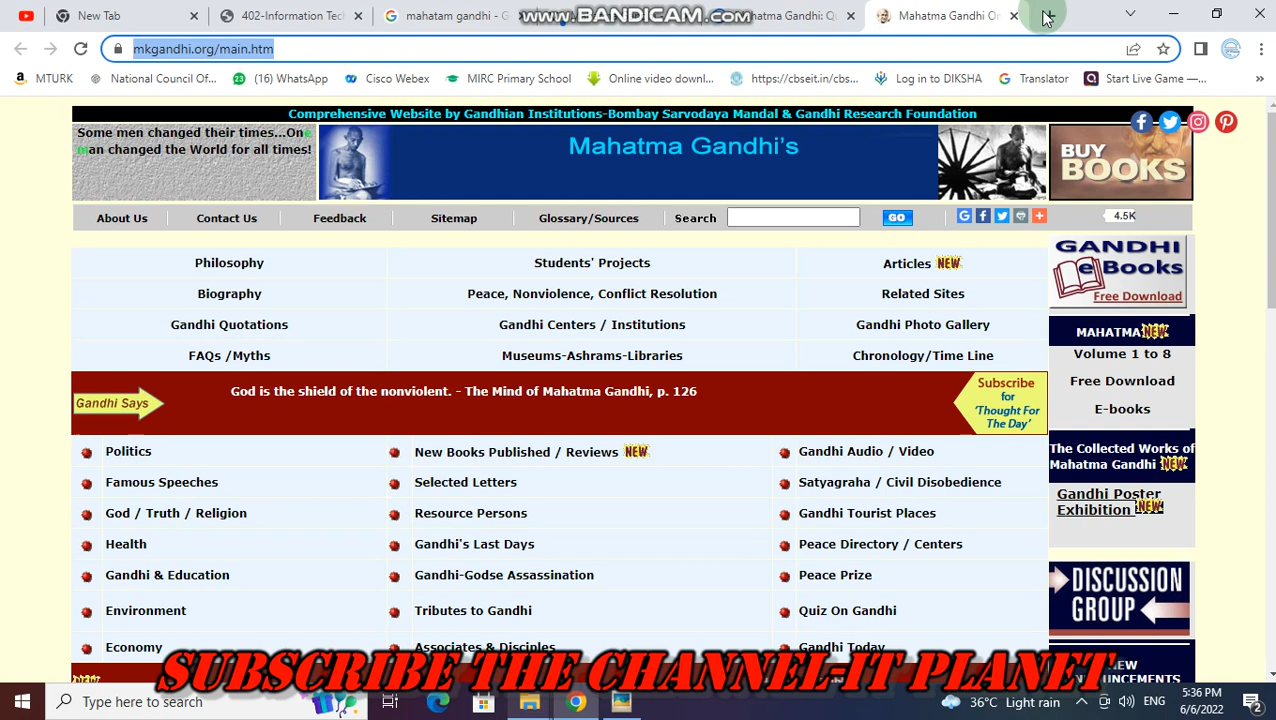 New Tab
402-Information Tec
mahatam gandhi - G
www.BANDICAM.com
hatma Gandhi: Q
Mahatma Gandhi On
mkgandhi.org/main.htm
MTURK
National Council Of...
(16) WhatsApp
Cisco Webex
MIRC Primary School
Online video downl...
https://cbseit.in/cbs...
Log in to DIKSHA
Translator
Start Live Game —...
Comprehensive Website by Gandhian Institutions-Bombay Sarvodaya Mandal & Gandhi Research Foundation
Some men changed their times...One
man changed the World for all times!
Mahatma Gandhi's
BUY
BOOKS
About Us
Contact Us
Feedback
Sitemap
Glossary/Sources
Search
GO
4.5K
Philosophy
Students' Projects
Articles NEW
Biography
Peace, Nonviolence, Conflict Resolution
Related Sites
Gandhi Quotations
Gandhi Centers / Institutions
Gandhi Photo Gallery
FAQs /Myths
Museums-Ashrams-Libraries
Chronology/Time Line
GANDHI
eBooks
Free Download
MAHATMA NEW
Volume 1 to 8
Free Download
E-books
Gandhi Says
God is the shield of the nonviolent. - The Mind of Mahatma Gandhi, p. 126
Subscribe
for
'Thought For
The Day'
The Collected Works of
Mahatma Gandhi NEW
Gandhi Poster
Exhibition NEW
Politics
New Books Published / Reviews NEW
Gandhi Audio / Video
Famous Speeches
Selected Letters
Satyagraha / Civil Disobedience
God / Truth / Religion
Resource Persons
Gandhi Tourist Places
Health
Gandhi's Last Days
Peace Directory / Centers
Gandhi & Education
Gandhi-Godse Assassination
Peace Prize
Environment
Tributes to Gandhi
Quiz On Gandhi
Economy
Associates & Disciples
Gandhi Today
DISCUSSION
GROUP
NEW
NEW
SUBSCRIBE THE CHANNEL-IT PLANET
Type here to search
36°C Light rain
ENG
5:36 PM
6/6/2022
2